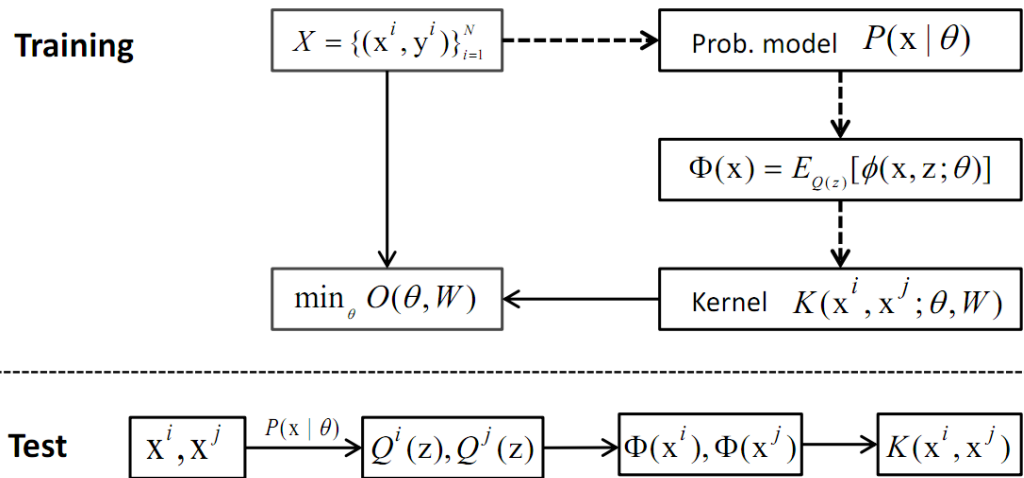 Training
X = {(x^i, y^i)}_{i=1}^N
Prob. model P(x | θ)
Φ(x) = E_{Q(z)}[ϕ(x, z; θ)]
min_θ O(θ, W)
Kernel K(x^i, x^j; θ, W)
Test
x^i, x^j
P(x | θ)
Q^i(z), Q^j(z)
Φ(x^i), Φ(x^j)
K(x^i, x^j)